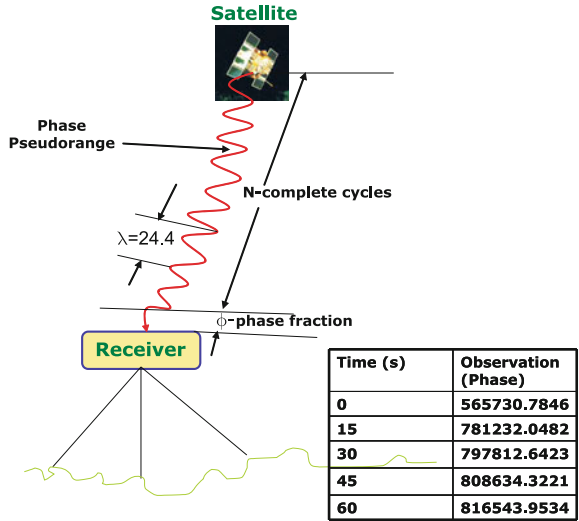 Satellite
Phase
Pseudorange
N-complete cycles
λ=24.4
ϕ-phase fraction
Receiver
Time (s) Observation
(Phase)
0 565730.7846
15 781232.0482
30 797812.6423
45 808634.3221
60 816543.9534